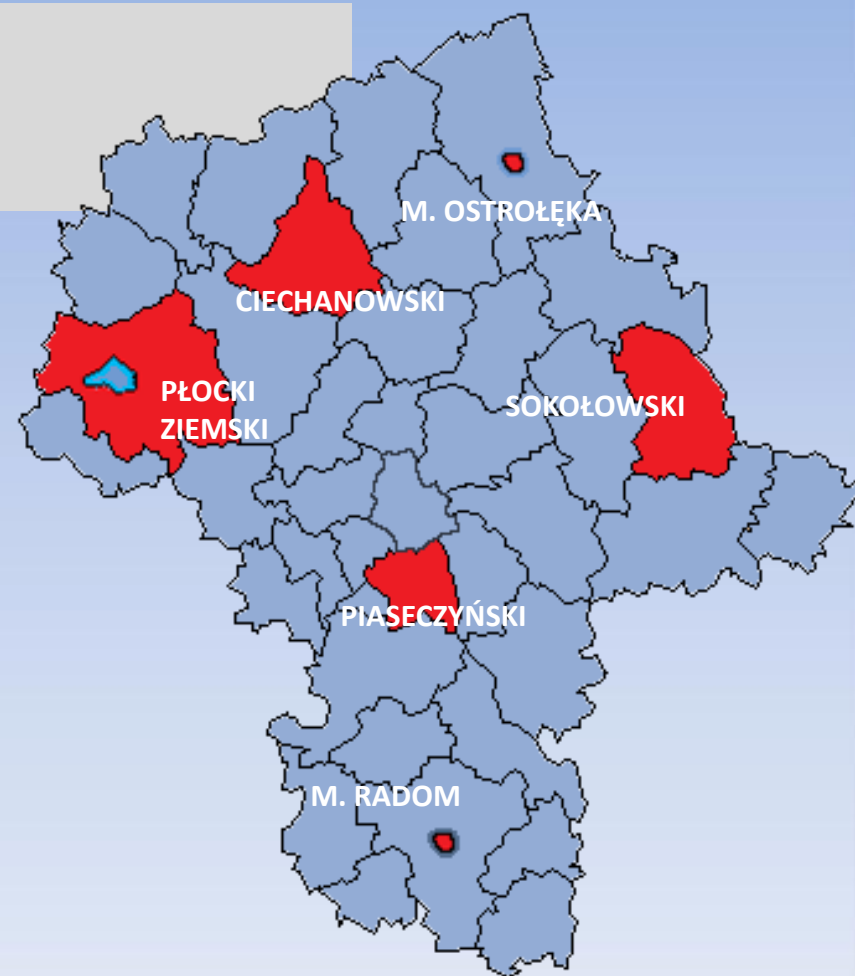 M. OSTROŁĘKA
CIECHANOWSKI
PŁOCKI
ZIEMSKI
SOKOŁOWSKI
PIASECZYŃSKI
M. RADOM